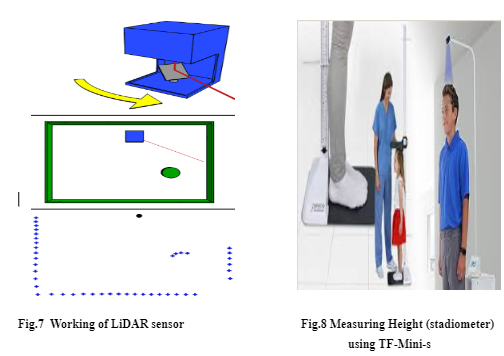 Fig.7 Working of LiDAR sensor
Fig.8 Measuring Height (stadiometer)
using TF-Mini-s